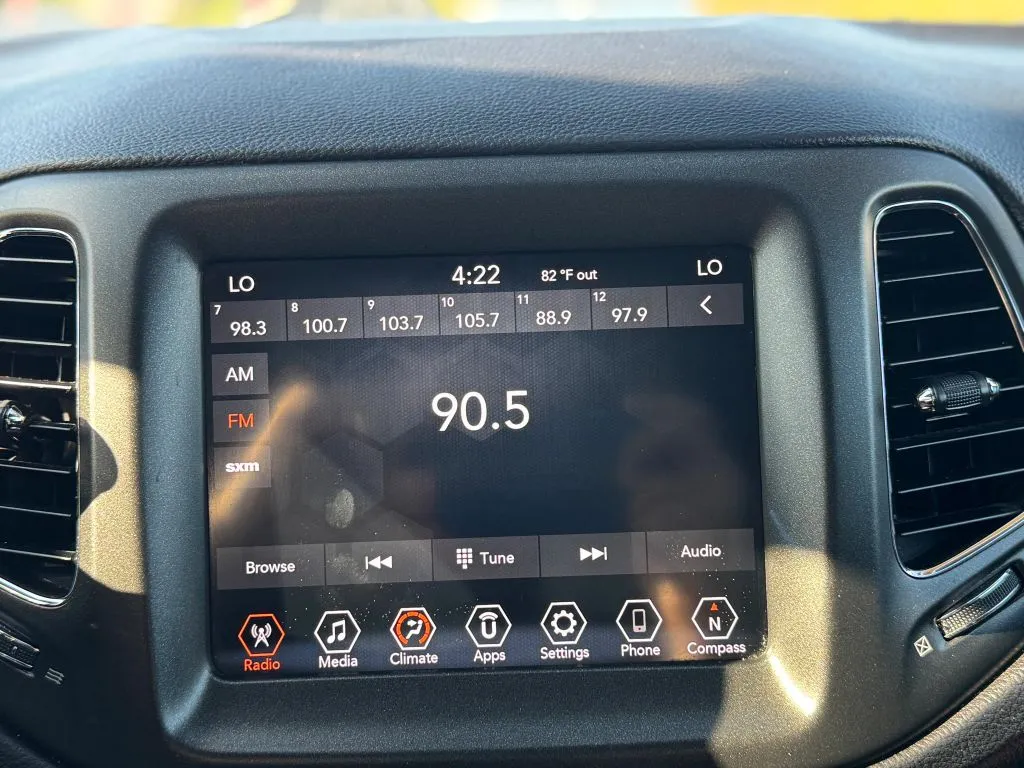 LO 4:22 82 °F out LO
7 98.3 8 100.7 9 103.7 10 105.7 11 88.9 12 97.9
AM
90.5
FM
sxm
Browse Tune Audio
N
Radio Media Climate Apps Settings Phone Compass